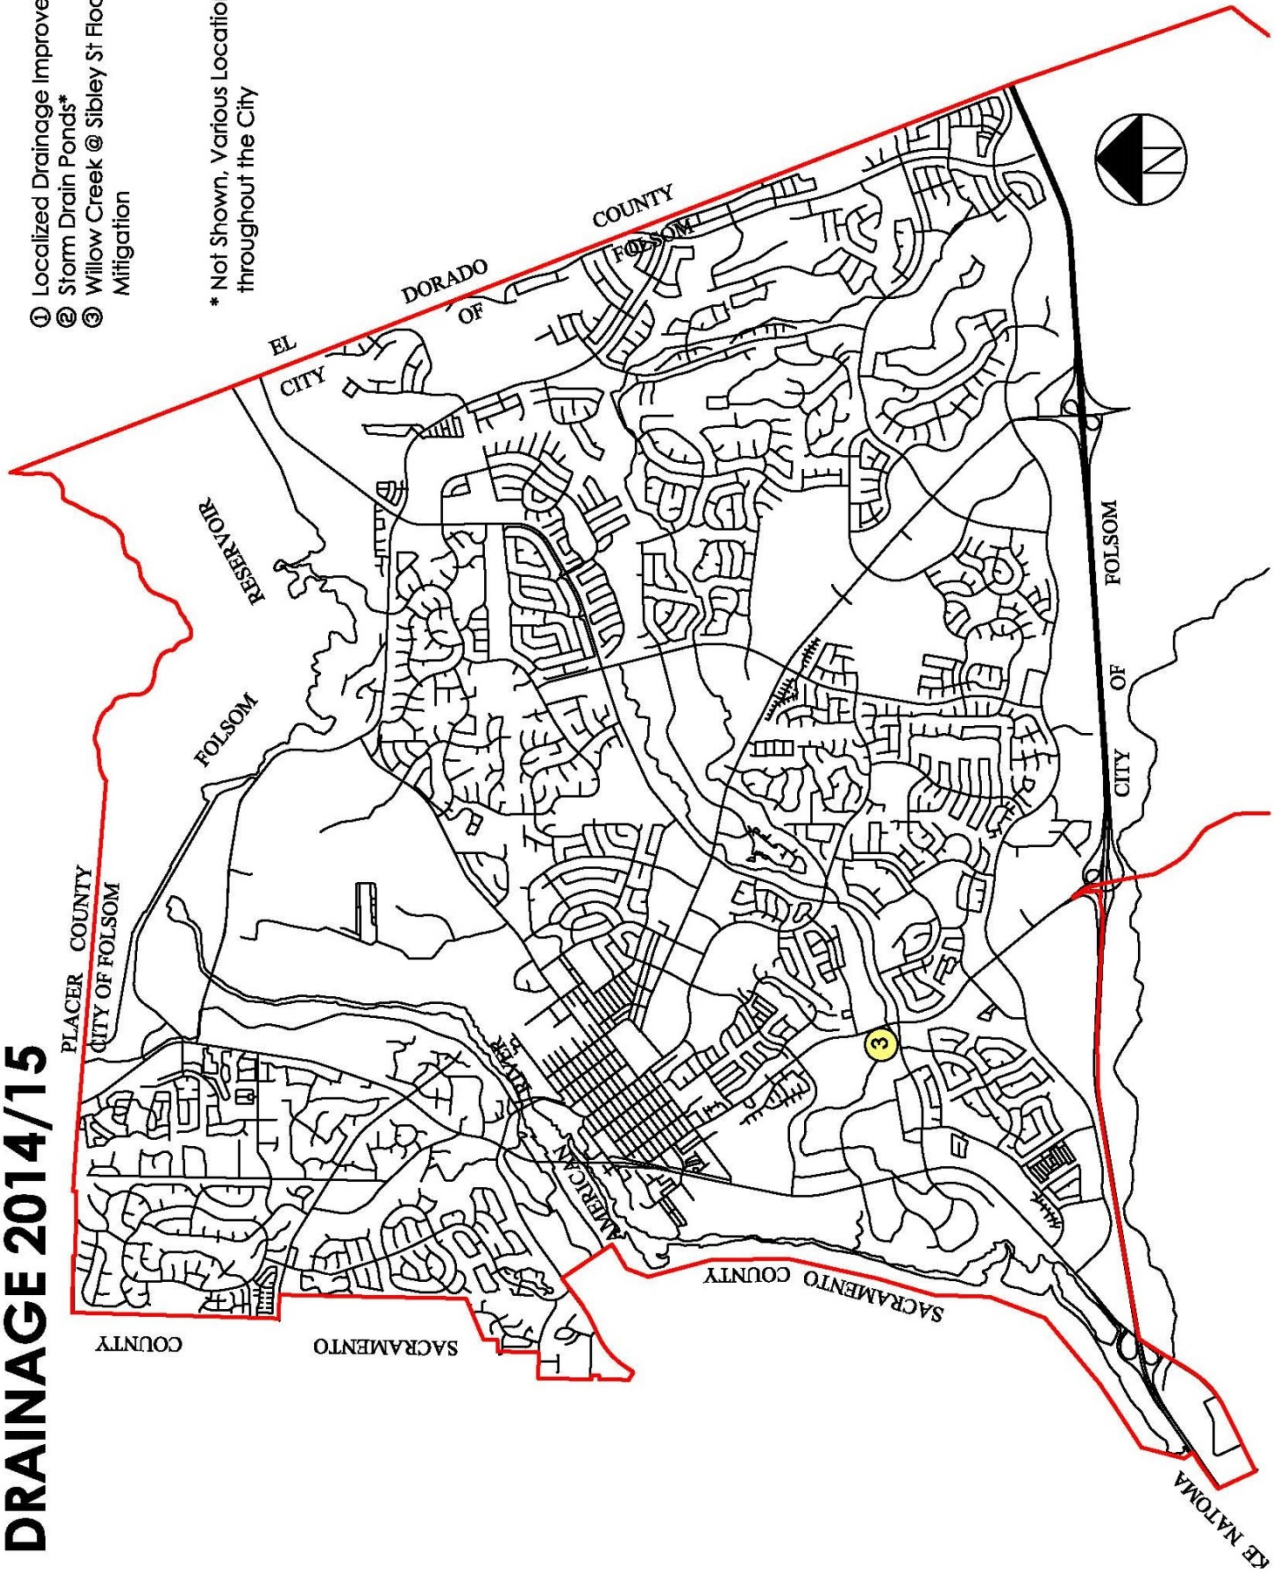 DRAINAGE 2014/15
① Localized Drainage Improve
② Storm Drain Ponds*
③ Willow Creek @ Sibley St Floo
Mitigation
* Not Shown, Various Locatio
throughout the City
PLACER COUNTY
CITY OF FOLSOM
FOLSOM
RESERVOIR
EL
DORADO
COUNTY
CITY
OF
FOLSOM
COUNTY
SACRAMENTO
AMERICAN
RIVER
SACRAMENTO COUNTY
3
CITY
OF
FOLSOM
KE NATOMA
N